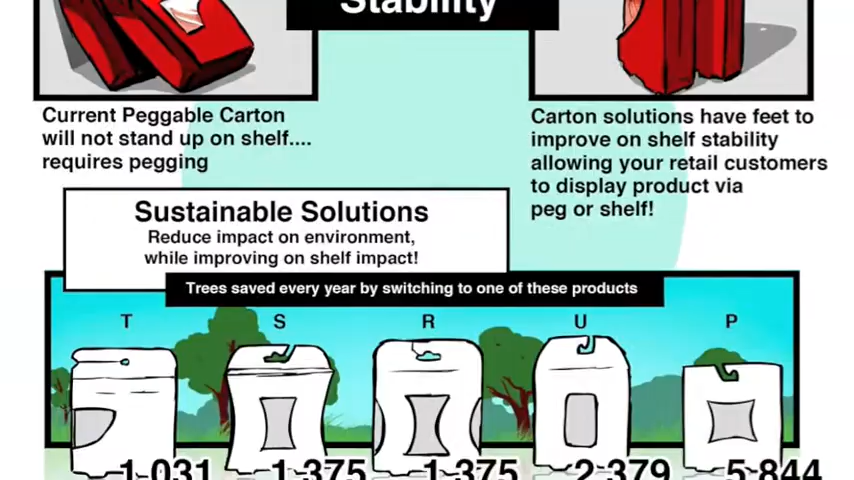 Stability
Current Peggable Carton
will not stand up on shelf....
requires pegging
Carton solutions have feet to
improve on shelf stability
allowing your retail customers
to display product via
peg or shelf!
Sustainable Solutions
Reduce impact on environment,
while improving on shelf impact!
Trees saved every year by switching to one of these products
T S R U P
1,031 1,375 1,375 2,379 5,844